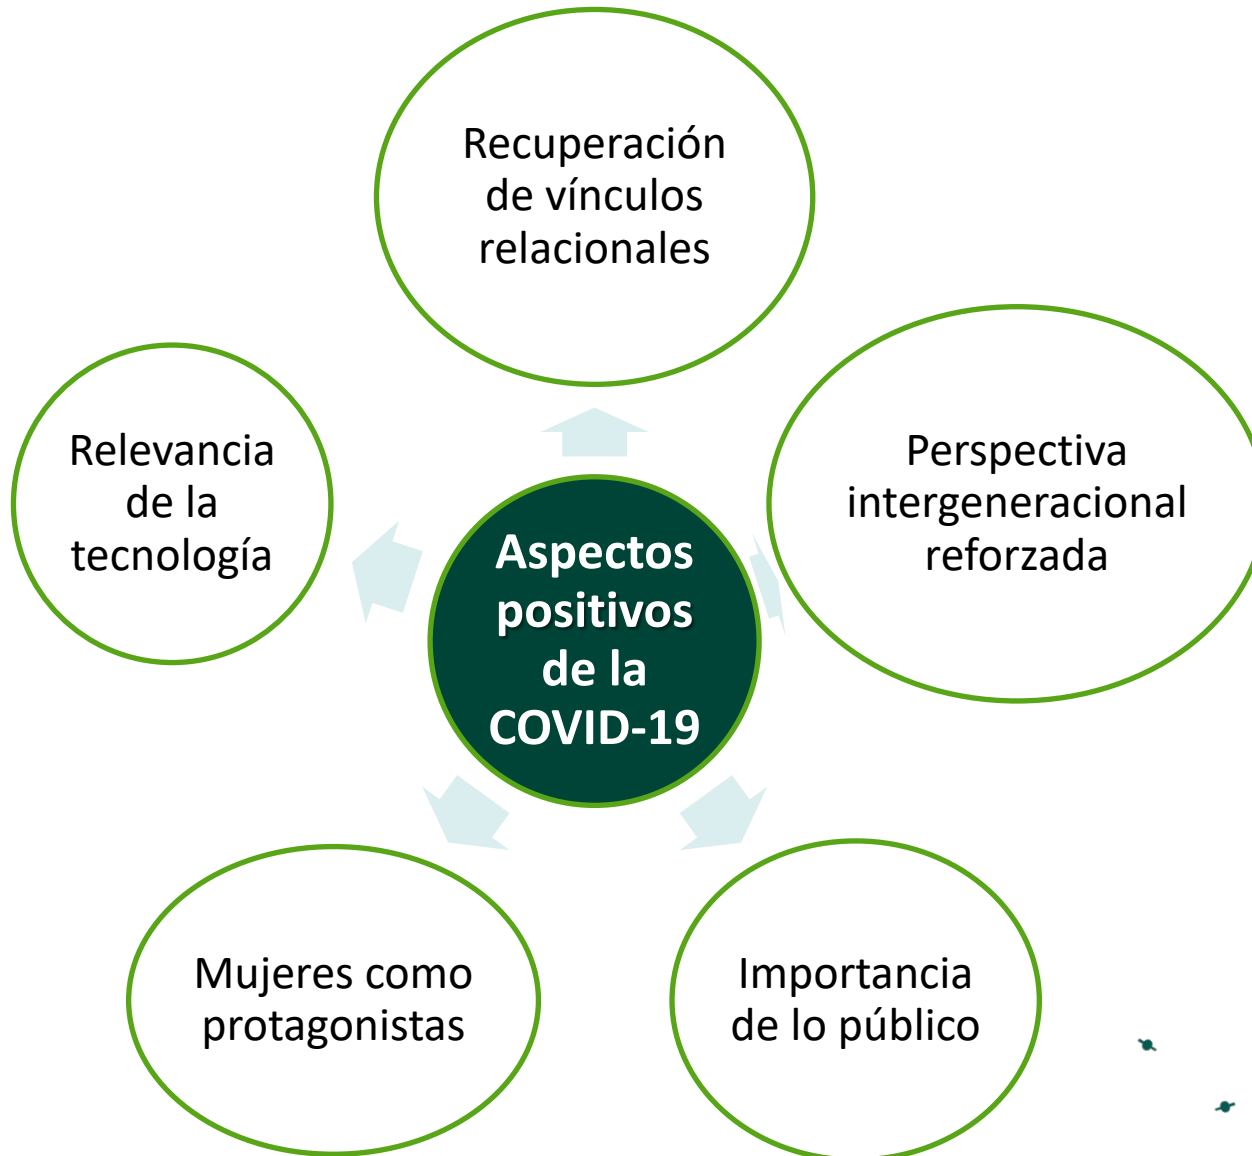 Recuperación
de vínculos
relacionales
Perspectiva
intergeneracional
reforzada
Relevancia
de la
tecnología
Aspectos
positivos
de la
COVID-19
Mujeres como
protagonistas
Importancia
de lo público